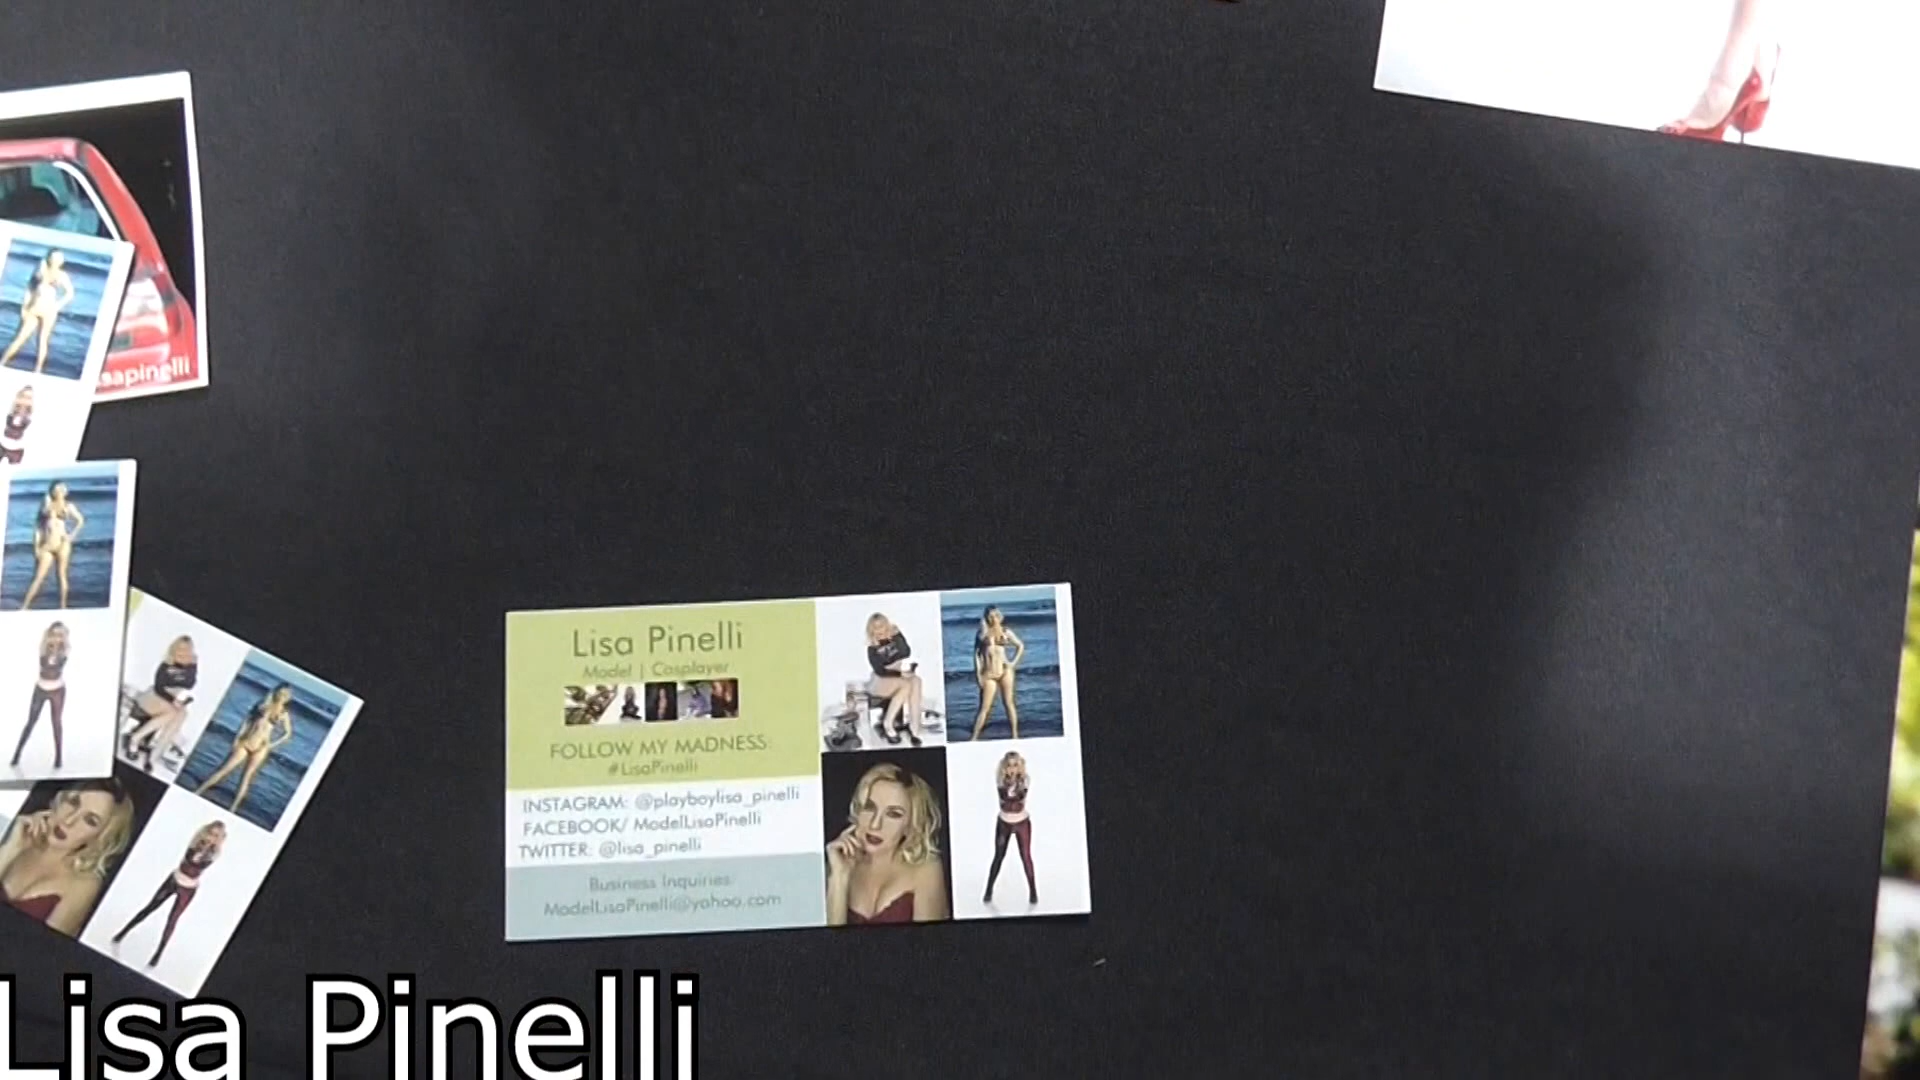 sapinelli
Lisa Pinelli
Model | Cosplayer
FOLLOW MY MADNESS:
#LisaPinelli
INSTAGRAM: @playboylisa_pinelli
FACEBOOK/ ModelLisaPinelli
TWITTER: @lisa_pinelli
Business Inquiries:
ModelLisaPinelli@yahoo.com
Lisa Pinelli